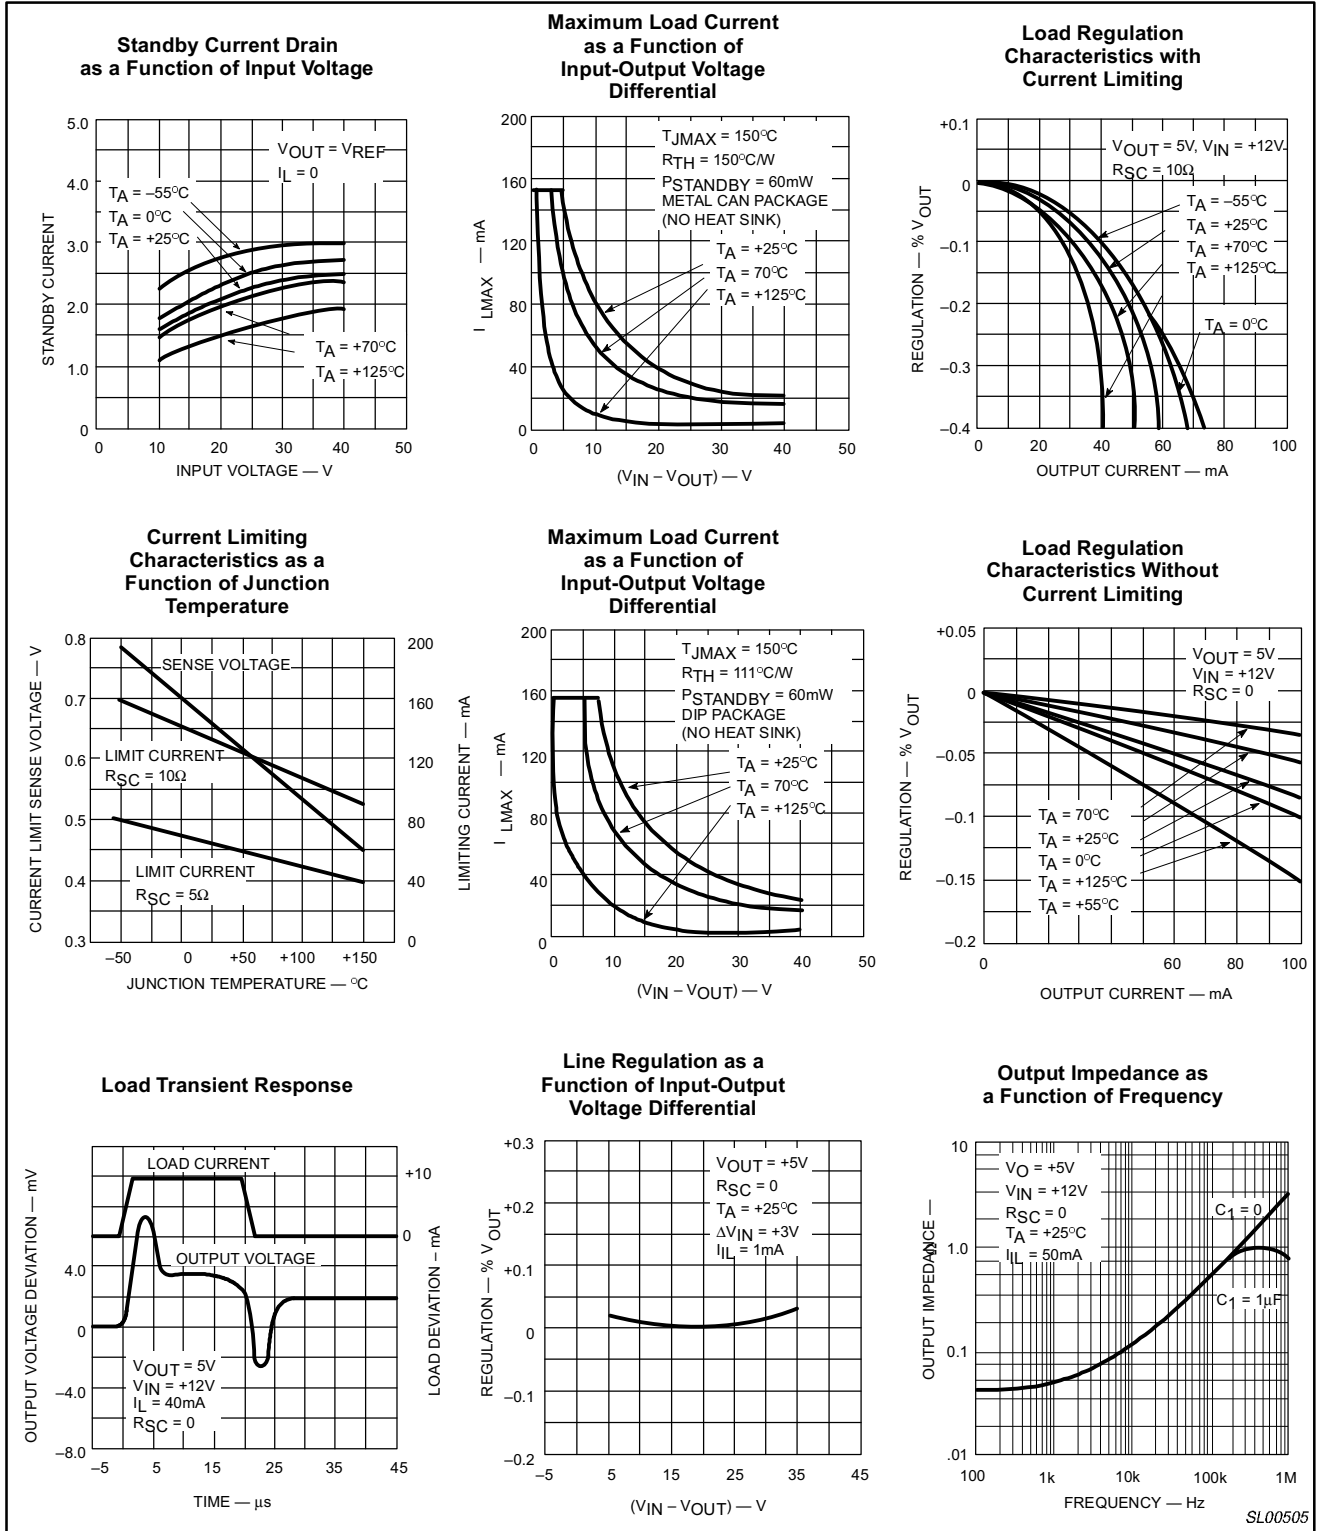 Standby Current Drain
as a Function of Input Voltage
5.0
4.0
3.0
2.0
1.0
0
STANDBY CURRENT
VOUT = VREF
IL = 0
TA = –55°C
TA = 0°C
TA = +25°C
TA = +70°C
TA = +125°C
0 10 20 30 40 50
INPUT VOLTAGE — V
Maximum Load Current
as a Function of
Input-Output Voltage
Differential
200
160
120
80
40
0
I LMAX — mA
TJMAX = 150°C
RTH = 150°C/W
PSTANDBY = 60mW
METAL CAN PACKAGE
(NO HEAT SINK)
TA = +25°C
TA = 70°C
TA = +125°C
0 10 20 30 40 50
(VIN – VOUT) — V
Load Regulation
Characteristics with
Current Limiting
+0.1
0
–0.1
–0.2
–0.3
–0.4
REGULATION — % VOUT
VOUT = 5V, VIN = +12V
RSC = 10Ω
TA = –55°C
TA = +25°C
TA = +70°C
TA = +125°C
TA = 0°C
0 20 40 60 80 100
OUTPUT CURRENT — mA
Current Limiting
Characteristics as a
Function of Junction
Temperature
0.8
0.7
0.6
0.5
0.4
0.3
CURRENT LIMIT SENSE VOLTAGE — V
SENSE VOLTAGE
LIMIT CURRENT
RSC = 10Ω
LIMIT CURRENT
RSC = 5Ω
200
160
120
80
40
0
LIMITING CURRENT — mA
–50 0 +50 +100 +150
JUNCTION TEMPERATURE — °C
Maximum Load Current
as a Function of
Input-Output Voltage
Differential
200
160
120
80
40
0
I LMAX — mA
TJMAX = 150°C
RTH = 111°C/W
PSTANDBY = 60mW
DIP PACKAGE
(NO HEAT SINK)
TA = +25°C
TA = 70°C
TA = +125°C
0 10 20 30 40 50
(VIN – VOUT) — V
Load Regulation
Characteristics Without
Current Limiting
+0.05
0
–0.05
–0.1
–0.15
–0.2
REGULATION — % VOUT
VOUT = 5V
VIN = +12V
RSC = 0
TA = 70°C
TA = +25°C
TA = 0°C
TA = +125°C
TA = +55°C
0 60 80 100
OUTPUT CURRENT — mA
Load Transient Response
OUTPUT VOLTAGE DEVIATION — mV
4.0
0
–4.0
–8.0
LOAD CURRENT
OUTPUT VOLTAGE
VOUT = 5V
VIN = +12V
IL = 40mA
RSC = 0
+10
0
LOAD DEVIATION – mA
–5 5 15 25 35 45
TIME — µs
Line Regulation as a
Function of Input-Output
Voltage Differential
+0.3
+0.2
+0.1
0
–0.1
–0.2
REGULATION — % VOUT
VOUT = +5V
RSC = 0
TA = +25°C
ΔVIN = +3V
IIL = 1mA
–5 5 15 25 35 45
(VIN – VOUT) — V
Output Impedance as
a Function of Frequency
10
1.0
0.1
.01
OUTPUT IMPEDANCE — Ω
VO = +5V
VIN = +12V
RSC = 0
TA = +25°C
IIL = 50mA
C1 = 0
C1 = 1µF
100 1k 10k 100k 1M
FREQUENCY — Hz
SL00505